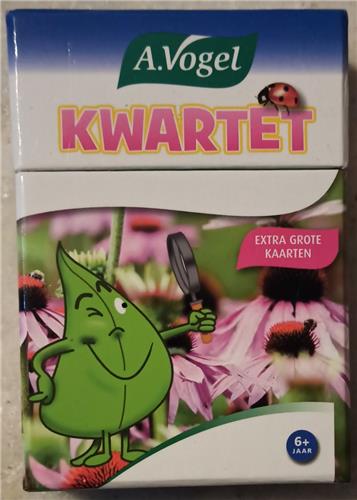 A.Vogel
KWARTET
EXTRA GROTE
KAARTEN
6+
JAAR